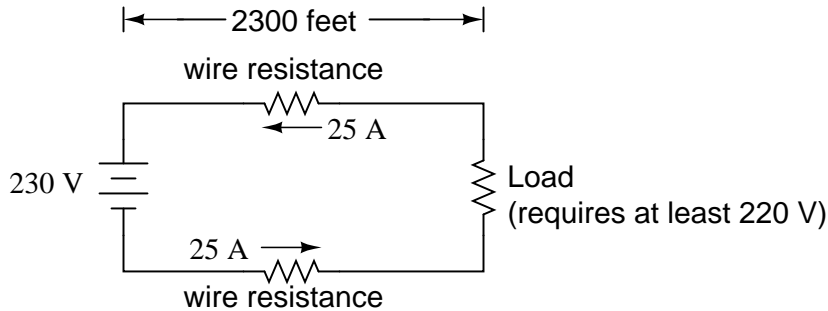 2300 feet
wire resistance
25 A
230 V
Load
(requires at least 220 V)
25 A
wire resistance